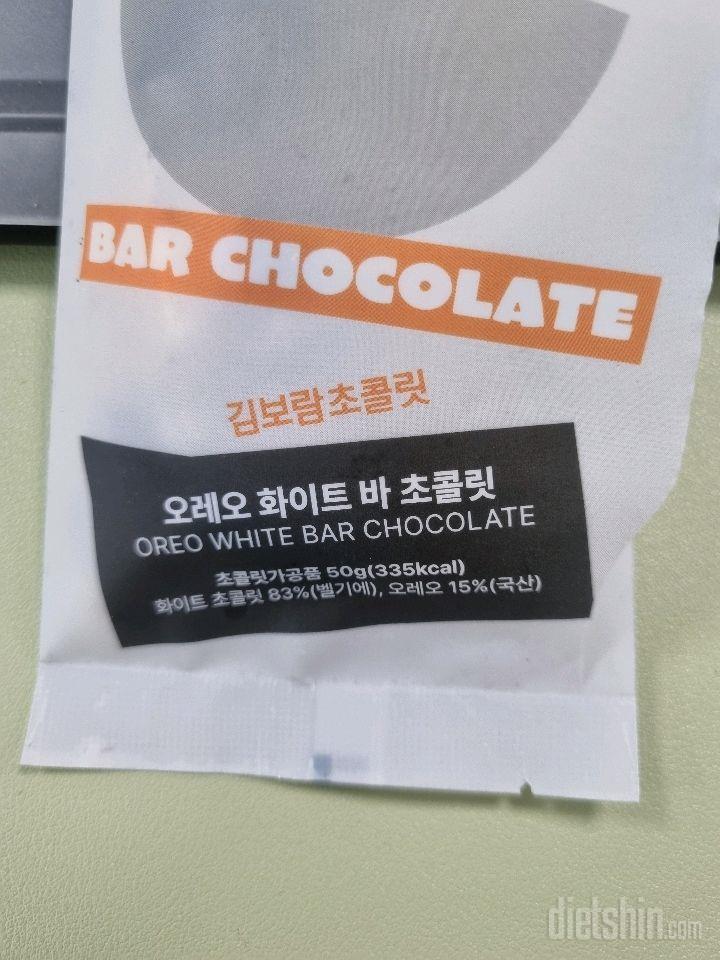 BAR CHOCOLATE
김보람초콜릿
오레오 화이트 바 초콜릿
OREO WHITE BAR CHOCOLATE
초콜릿가공품 50g(335kcal)
화이트 초콜릿 83%(벨기에), 오레오 15%(국산)
dietshin.com